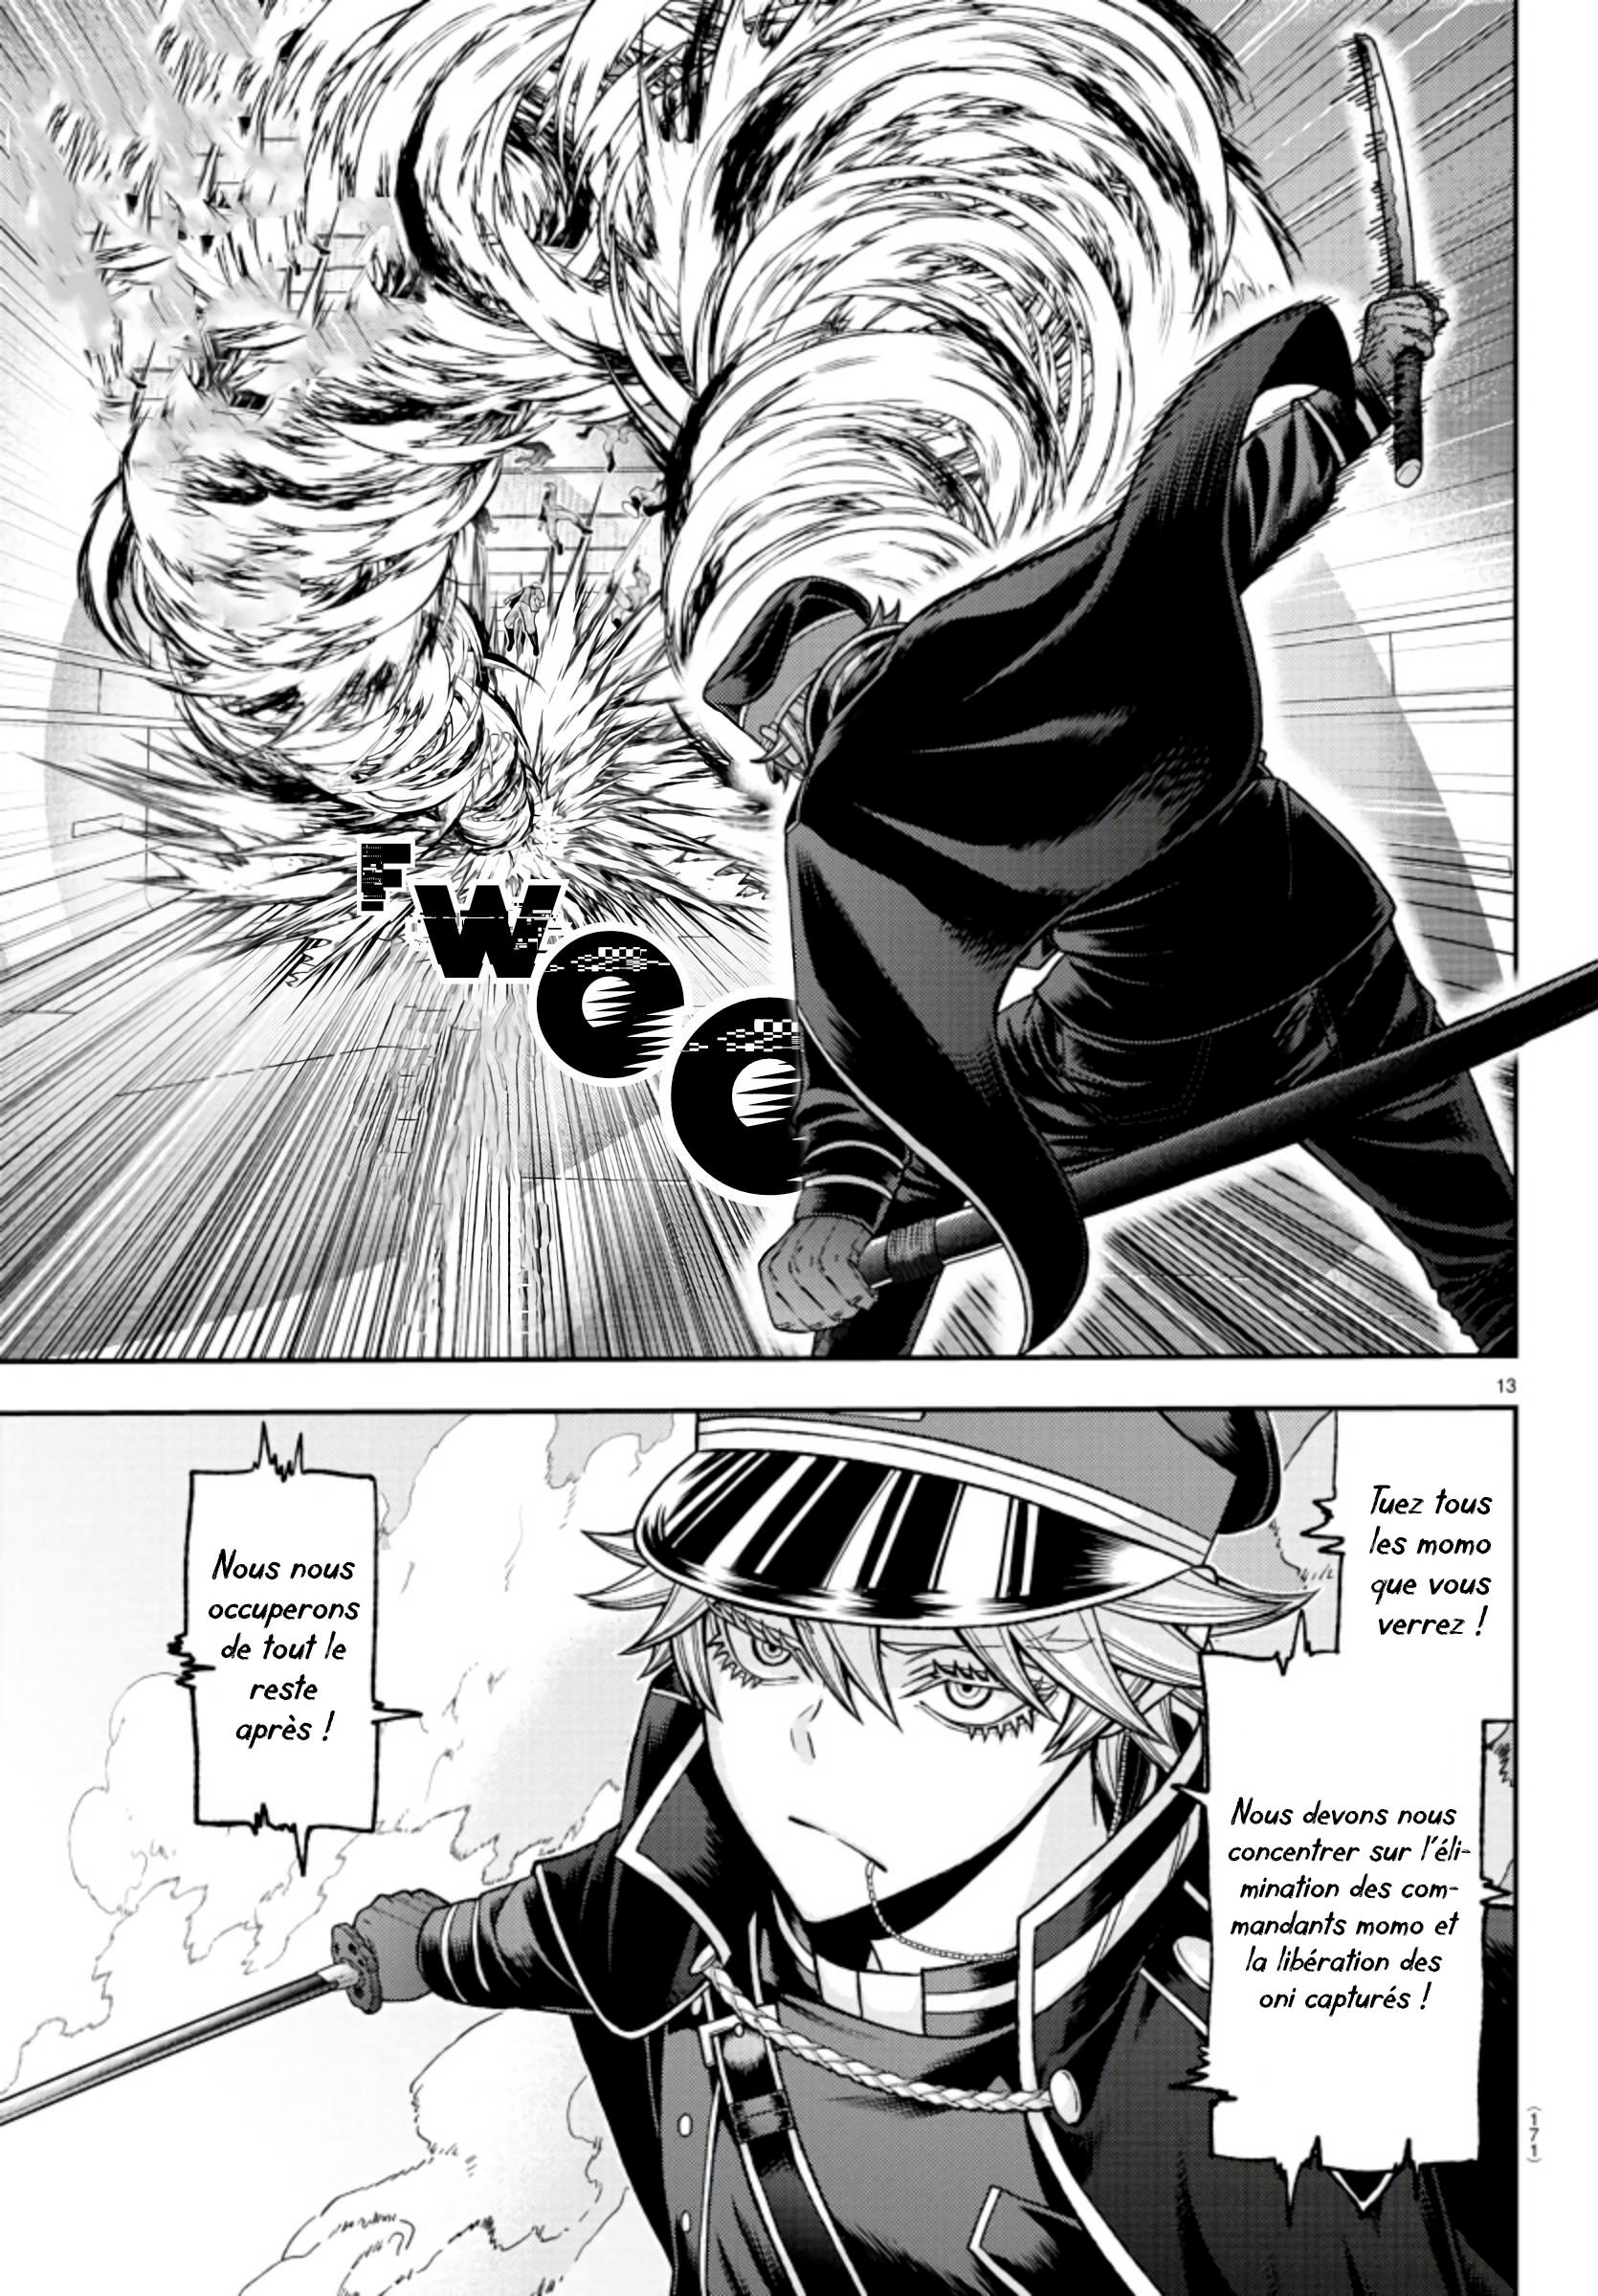 FWOO
13
Tuez tous
les momo
que vous
verrez !
Nous devons nous
concentrer sur l'éli-
mination des com-
mandants momo et
la libération des
oni capturés !
Nous nous
occuperons
de tout le
reste
après !
(171)